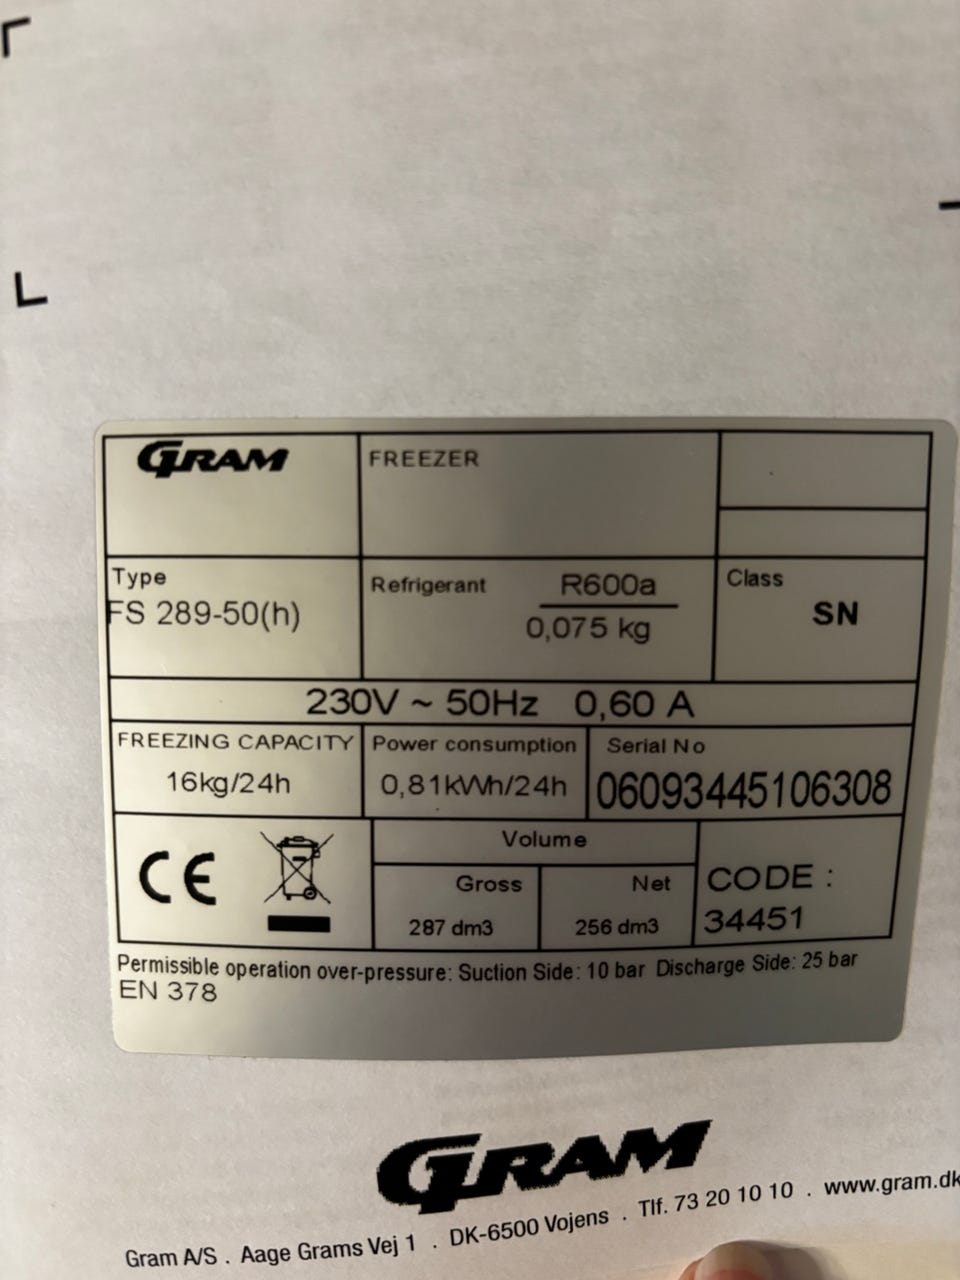 GRAM
FREEZER
Type
FS 289-50(h)
Refrigerant
R600a
0,075 kg
Class
SN
230V ~ 50Hz 0,60 A
FREEZING CAPACITY
16kg/24h
Power consumption
0,81kWh/24h
Serial No
06093445106308
CE
Volume
Gross
287 dm3
Net
256 dm3
CODE :
34451
Permissible operation over-pressure: Suction Side: 10 bar Discharge Side: 25 bar
EN 378
GRAM
Gram A/S . Aage Grams Vej 1 . DK-6500 Vojens . Tlf. 73 20 10 10 . www.gram.dk